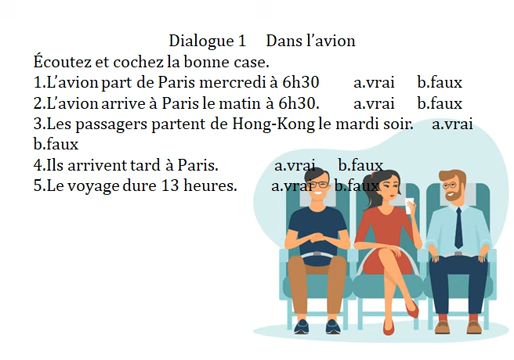 Dialogue 1 Dans l’avion
Écoutez et cochez la bonne case.
1.L’avion part de Paris mercredi à 6h30 a.vrai b.faux
2.L’avion arrive à Paris le matin à 6h30. a.vrai b.faux
3.Les passagers partent de Hong-Kong le mardi soir. a.vrai
b.faux
4.Ils arrivent tard à Paris. a.vrai b.faux
5.Le voyage dure 13 heures. a.vrai b.faux